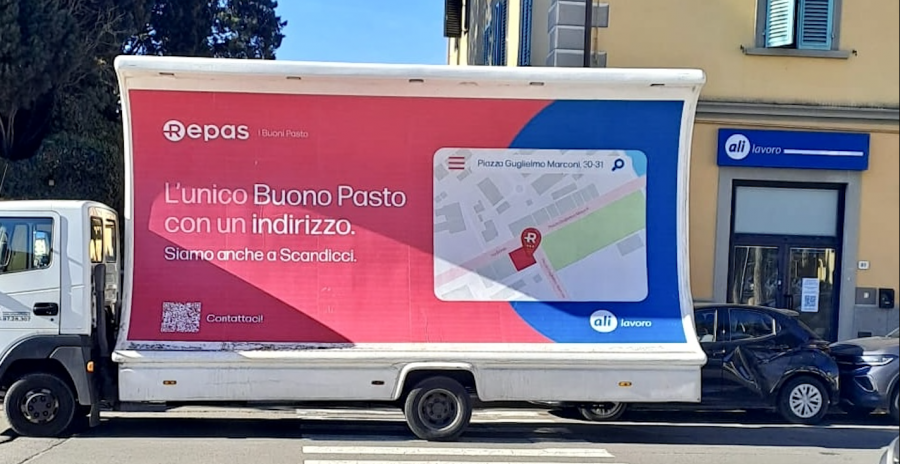 Repas | I Buoni Pasto
L'unico Buono Pasto
con un indirizzo.
Siamo anche a Scandicci.
Contattaci!
Piazza Guglielmo Marconi, 30-31
R
ali lavoro
ali lavoro